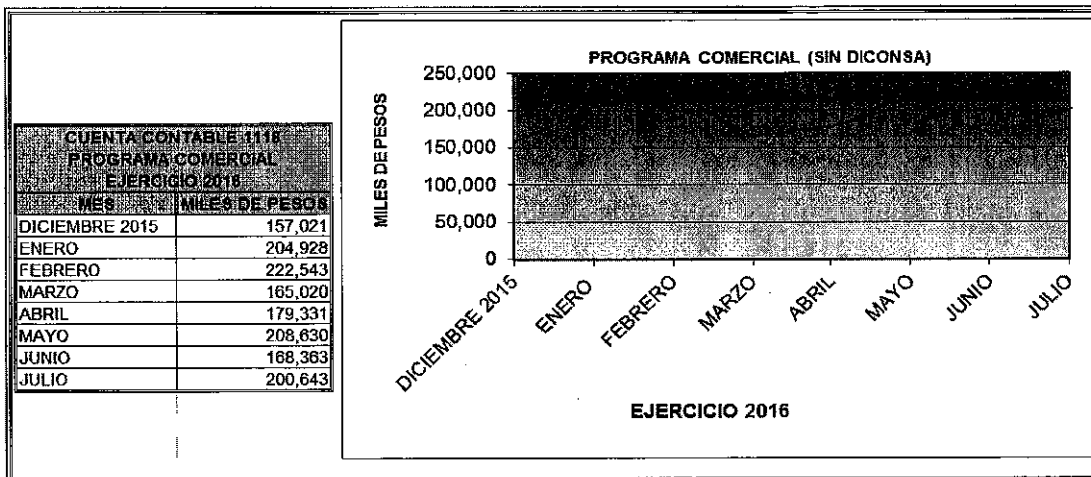 CUENTA CONTABLE 1116
PROGRAMA COMERCIAL
EJERCICIO 2016
MES MILES DE PESOS
DICIEMBRE 2015 157,021
ENERO 204,928
FEBRERO 222,543
MARZO 165,020
ABRIL 179,331
MAYO 208,630
JUNIO 168,363
JULIO 200,643
PROGRAMA COMERCIAL (SIN DICONSA)
MILES DE PESOS
250,000
200,000
150,000
100,000
50,000
0
DICIEMBRE 2015
ENERO
FEBRERO
MARZO
ABRIL
MAYO
JUNIO
JULIO
EJERCICIO 2016